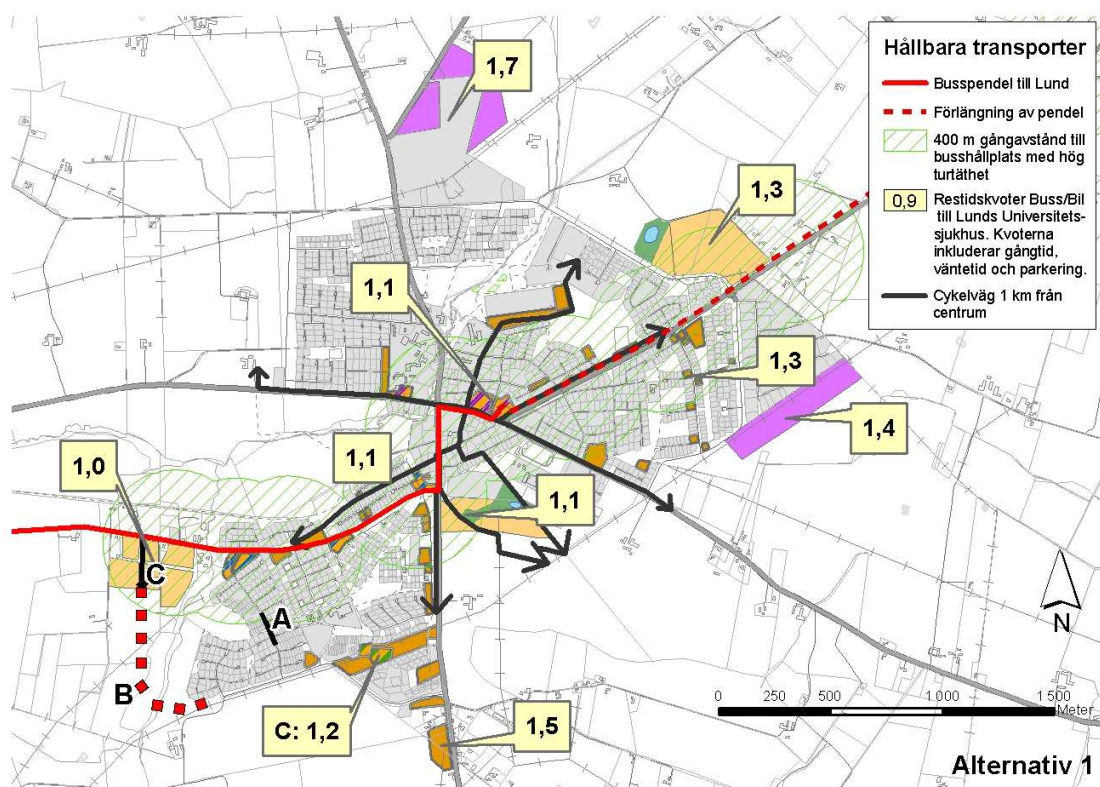 Hållbara transporter
Busspendel till Lund
Förlängning av pendel
400 m gångavstånd till
busshållplats med hög
turtäthet
0,9
Restidskvoter Buss/Bil
till Lunds Universitets-
sjukhus. Kvoterna
inkluderar gångtid,
väntetid och parkering.
Cykelväg 1 km från
centrum
1,7
1,3
1,1
1,3
1,4
1,0
1,1
1,1
C
A
B
C: 1,2
1,5
N
0 250 500 1 000 1 500
Meter
Alternativ 1